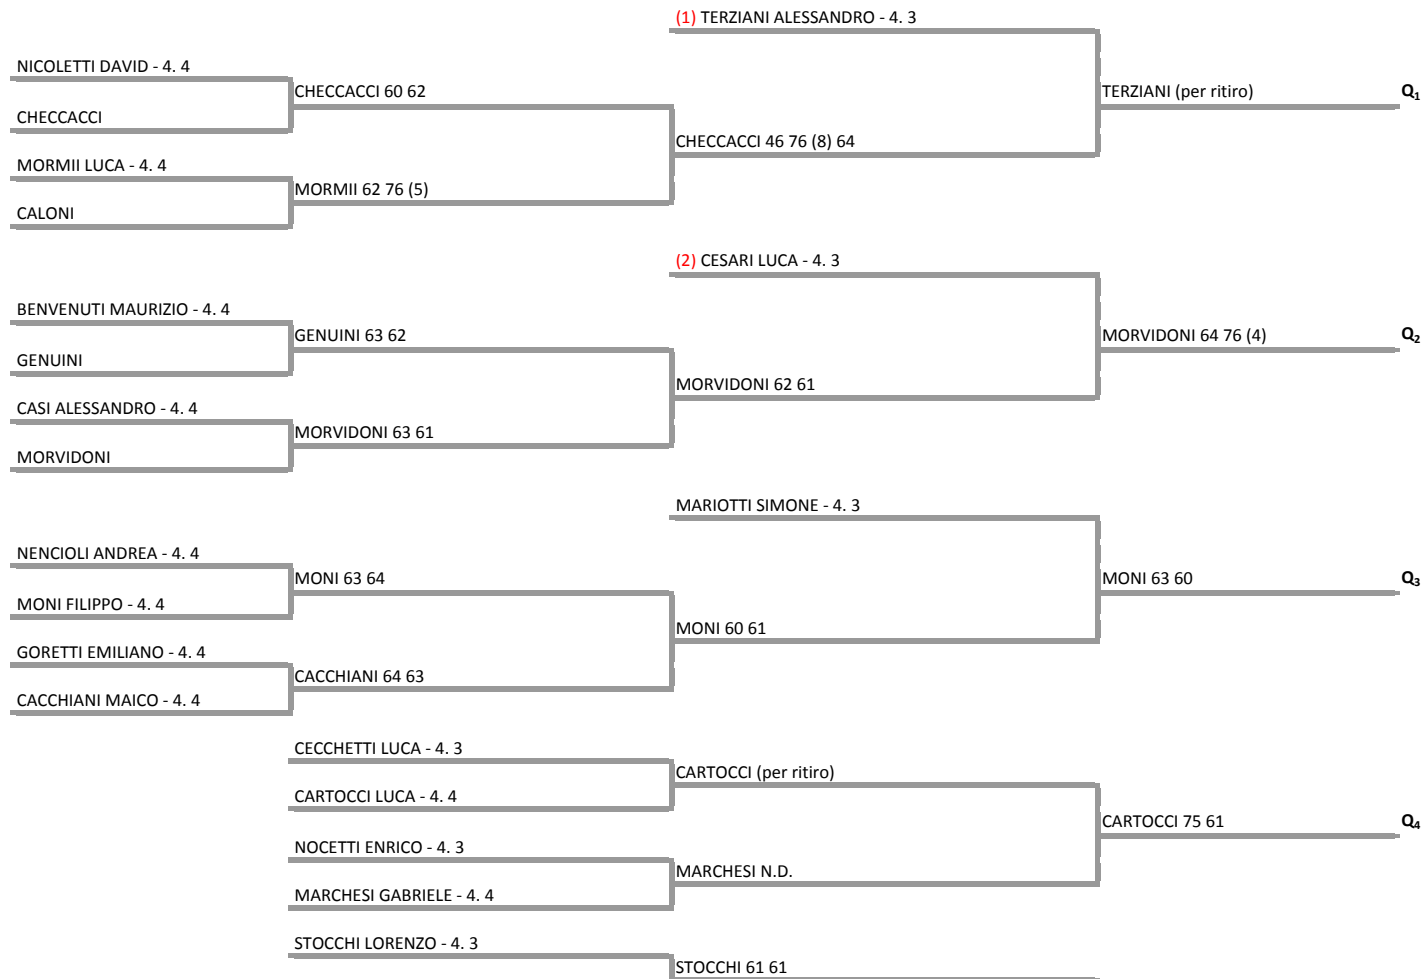 (1) TERZIANI ALESSANDRO - 4. 3
NICOLETTI DAVID - 4. 4
CHECCACCI 60 62
TERZIANI (per ritiro)
Q1
CHECCACCI
CHECCACCI 46 76 (8) 64
MORMII LUCA - 4. 4
MORMII 62 76 (5)
CALONI
(2) CESARI LUCA - 4. 3
BENVENUTI MAURIZIO - 4. 4
GENUINI 63 62
MORVIDONI 64 76 (4)
Q2
GENUINI
MORVIDONI 62 61
CASI ALESSANDRO - 4. 4
MORVIDONI 63 61
MORVIDONI
MARIOTTI SIMONE - 4. 3
NENCIOLI ANDREA - 4. 4
MONI 63 64
MONI 63 60
Q3
MONI FILIPPO - 4. 4
MONI 60 61
GORETTI EMILIANO - 4. 4
CACCHIANI 64 63
CACCHIANI MAICO - 4. 4
CECCHETTI LUCA - 4. 3
CARTOCCI (per ritiro)
CARTOCCI LUCA - 4. 4
CARTOCCI 75 61
Q4
NOCETTI ENRICO - 4. 3
MARCHESI N.D.
MARCHESI GABRIELE - 4. 4
STOCCHI LORENZO - 4. 3
STOCCHI 61 61